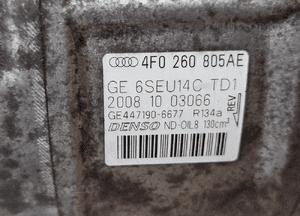 4F0 260 805AE
GE 6SEU14C TD1
2008 10 03066
GE447190-6677 R134a
DENSO ND-OIL8 130cm³
REV